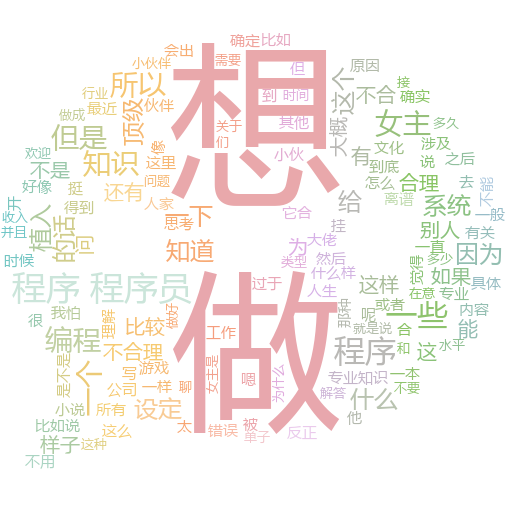 想
做
会出
确定
比如
小伙伴
需要
但
原因
行业
所以
到
时间
这个
不合
接
确实
做成
最近
伙伴
顶级
关于
其他
大概
有
女主
多久
但是
们
文化
涉及
欢迎
知识
像
这里
小伙
到底
说
之后
不是
挺
问题
怎么
合理
去
不能
好像
还有
人家
给
离谱
系统
一般
开
植入
得到
一下
思考
它合
挂
别人
有关
收入
的话
问
知道
为
大佬
一直
因为
并且
时候
类型
然后
什么样
觉得
多少
如果
具体
程序
程序员
过于
人生
这样
在意
专业
内容
很
我怕
理解
比较
做好
那种
呢
或者
一些
能
编程
不合理
工作
就是说
程序
合
和
这
水平
是不是
一个
写
游戏
女主是
嗯
为什么
专业知识
一本
小说
所有
公司
一样
聊
解答
什么
不要
比如说
设定
太
错误
被
单子
反正
他
样子
这么
这种
不用